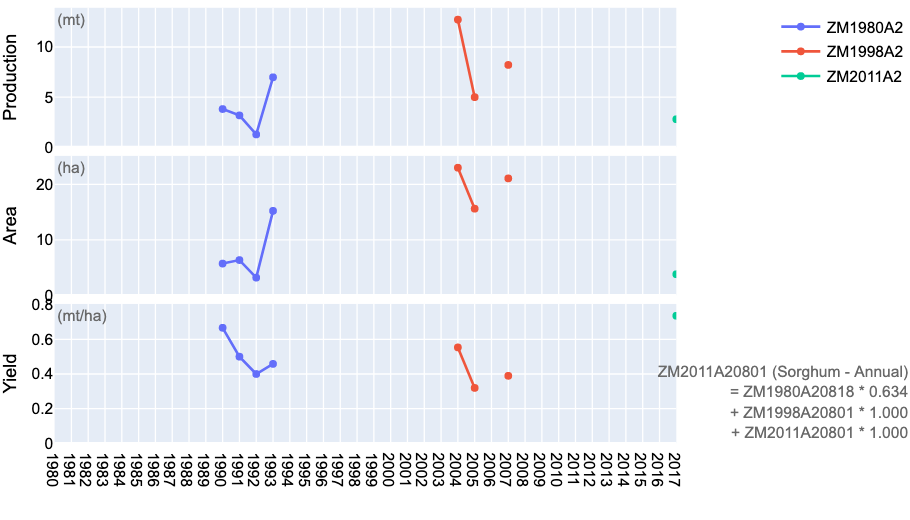 (mt)
Production
10
5
0
(ha)
Area
20
10
0
(mt/ha)
Yield
0.8
0.6
0.4
0.2
0
1980 1981 1982 1983 1984 1985 1986 1987 1988 1989 1990 1991 1992 1993 1994 1995 1996 1997 1998 1999 2000 2001 2002 2003 2004 2005 2006 2007 2008 2009 2010 2011 2012 2013 2014 2015 2016 2017
ZM1980A2
ZM1998A2
ZM2011A2
ZM2011A20801 (Sorghum - Annual)
= ZM1980A20818 * 0.634
+ ZM1998A20801 * 1.000
+ ZM2011A20801 * 1.000